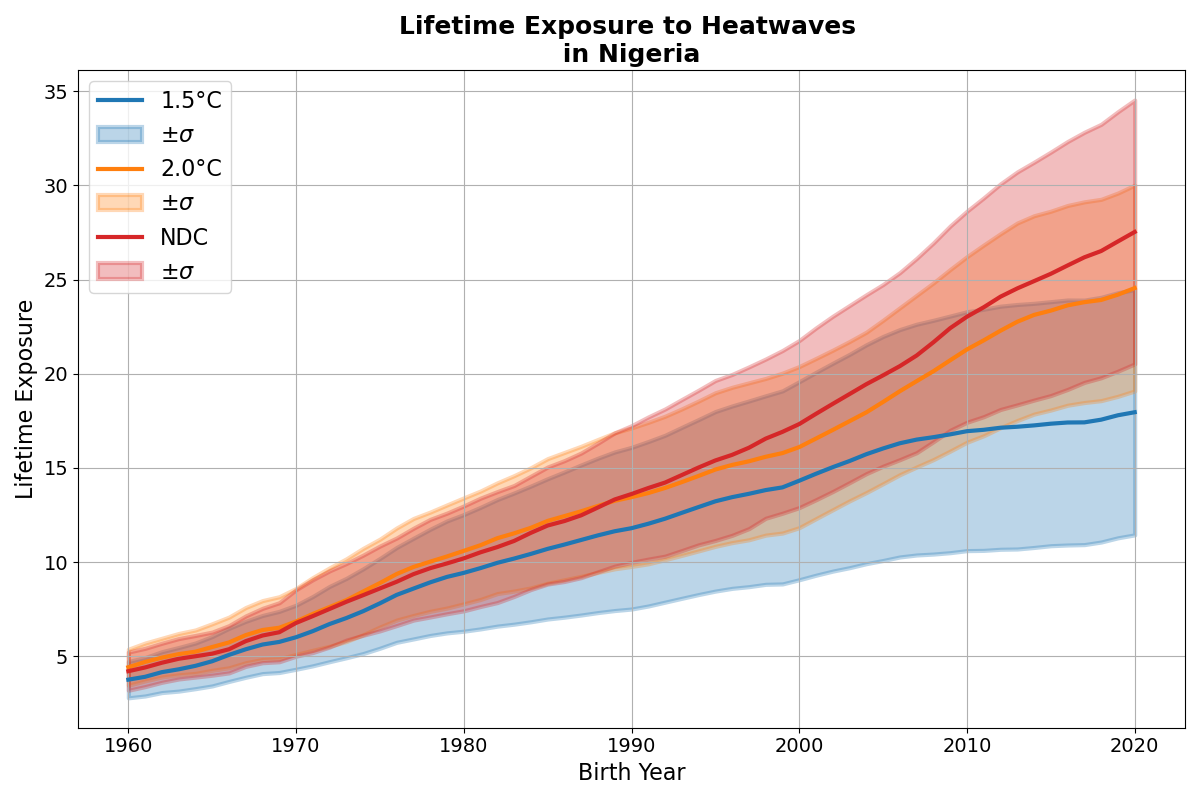 Lifetime Exposure to Heatwaves
in Nigeria
1.5°C
±σ
2.0°C
±σ
NDC
±σ
Lifetime Exposure
35
30
25
20
15
10
5
1960 1970 1980 1990 2000 2010 2020
Birth Year